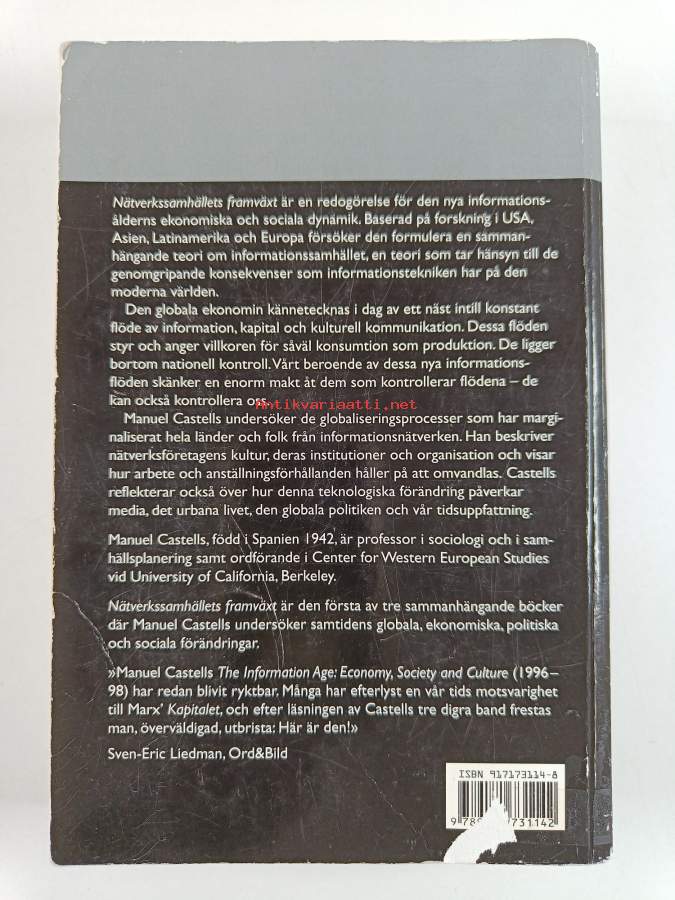 Nätverkssamhällets framväxt är en redogörelse för den nya informations-
ålderns ekonomiska och sociala dynamik. Baserad på forskning i USA,
Asien, Latinamerika och Europa försöker den formulera en samman-
hängande teori om informationssamhället, en teori som tar hänsyn till de
genomgripande konsekvenser som informationstekniken har på den
moderna världen.
Den globala ekonomin kännetecknas i dag av ett näst intill konstant
flöde av information, kapital och kulturell kommunikation. Dessa flöden
styr och anger villkoren för såväl konsumtion som produktion. De ligger
bortom nationell kontroll. Vårt beroende av dessa nya informations-
flöden skänker en enorm makt åt dem som kontrollerar flödena – de
kan också kontrollera oss.
Antikvariaatti.net
Manuel Castells undersöker de globaliseringsprocesser som har margi-
naliserat hela länder och folk från informationsnätverken. Han beskriver
nätverksföretagens kultur, deras institutioner och organisation och visar
hur arbete och anställningsförhållanden håller på att omvandlas. Castells
reflekterar också över hur denna teknologiska förändring påverkar
media, det urbana livet, den globala politiken och vår tidsuppfattning.
Manuel Castells, född i Spanien 1942, är professor i sociologi och i sam-
hällsplanering samt ordförande i Center for Western European Studies
vid University of California, Berkeley.
Nätverkssamhällets framväxt är den första av tre sammanhängande böcker
där Manuel Castells undersöker samtidens globala, ekonomiska, politiska
och sociala förändringar.
»Manuel Castells The Information Age: Economy, Society and Culture (1996–
98) har redan blivit ryktbar. Många har efterlyst en vår tids motsvarighet
till Marx' Kapitalet, och efter läsningen av Castells tre digra band frestas
man, överväldigad, utbrista: Här är den!»
Sven-Eric Liedman, Ord&Bild
ISBN 917173114-8
9 789 731142